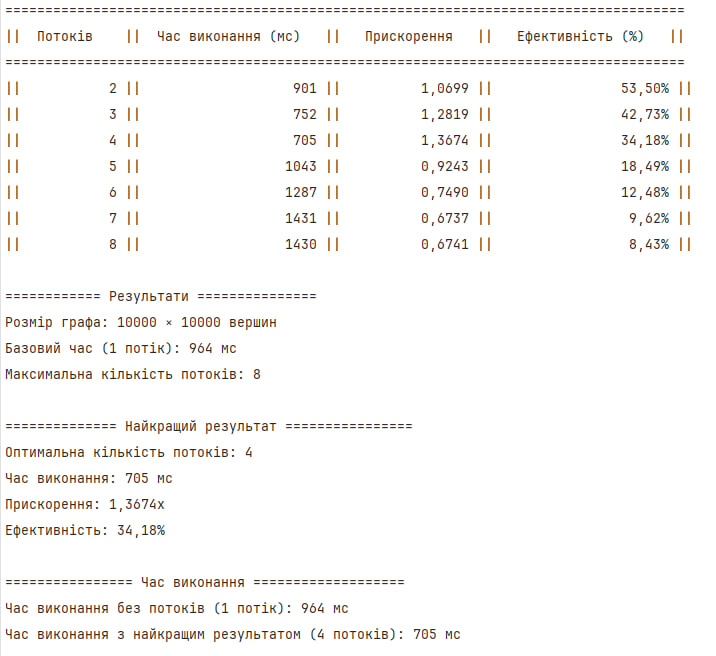 =====================================================================================
||  Потоків    ||  Час виконання (мс)   ||   Прискорення   ||   Ефективність (%)   ||
=====================================================================================
||           2 ||                   901 ||          1,0699 ||                53,50% ||
||           3 ||                   752 ||          1,2819 ||                42,73% ||
||           4 ||                   705 ||          1,3674 ||                34,18% ||
||           5 ||                  1043 ||          0,9243 ||                18,49% ||
||           6 ||                  1287 ||          0,7490 ||                12,48% ||
||           7 ||                  1431 ||          0,6737 ||                 9,62% ||
||           8 ||                  1430 ||          0,6741 ||                 8,43% ||
============ Результати ===============
Розмір графа: 10000 × 10000 вершин
Базовий час (1 потік): 964 мс
Максимальна кількість потоків: 8
============== Найкращий результат ================
Оптимальна кількість потоків: 4
Час виконання: 705 мс
Прискорення: 1,3674x
Ефективність: 34,18%
================ Час виконання ===================
Час виконання без потоків (1 потік): 964 мс
Час виконання з найкращим результатом (4 потоків): 705 мс